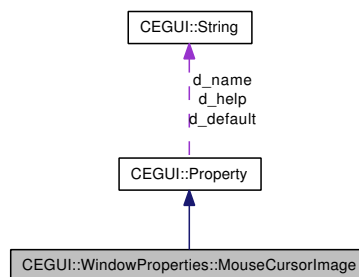 CEGUI::String
d_name
d_help
d_default
CEGUI::Property
CEGUI::WindowProperties::MouseCursorImage